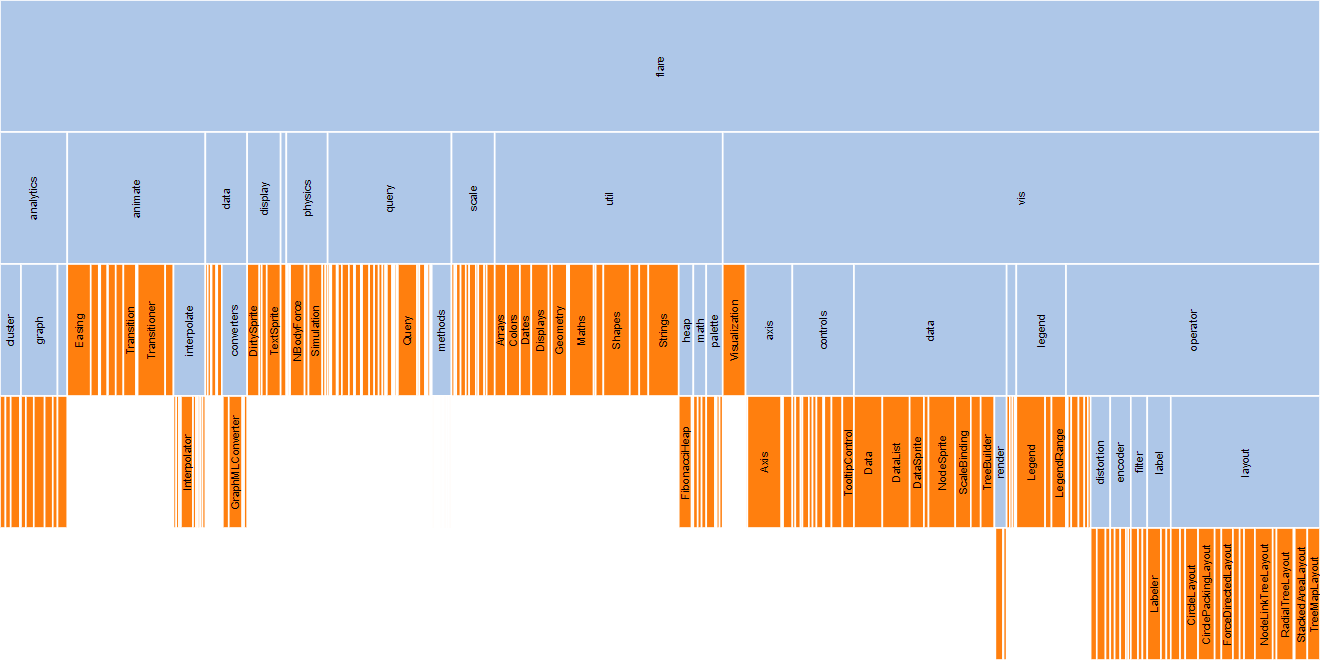 flare
analytics
animate
data
display
physics
query
scale
util
vis
cluster
graph
Easing
Transition
Transitioner
interpolate
converters
DirtySprite
TextSprite
NBodyForce
Simulation
Query
methods
Arrays
Colors
Dates
Displays
Geometry
Maths
Shapes
Strings
heap
math
palette
Visualization
axis
controls
data
legend
operator
Interpolator
GraphMLConverter
FibonacciHeap
Axis
TooltipControl
Data
DataList
DataSprite
NodeSprite
ScaleBinding
TreeBuilder
render
Legend
LegendRange
distortion
encoder
filter
label
layout
Labeler
CircleLayout
CirclePackingLayout
ForceDirectedLayout
NodeLinkTreeLayout
RadialTreeLayout
StackedAreaLayout
TreeMapLayout